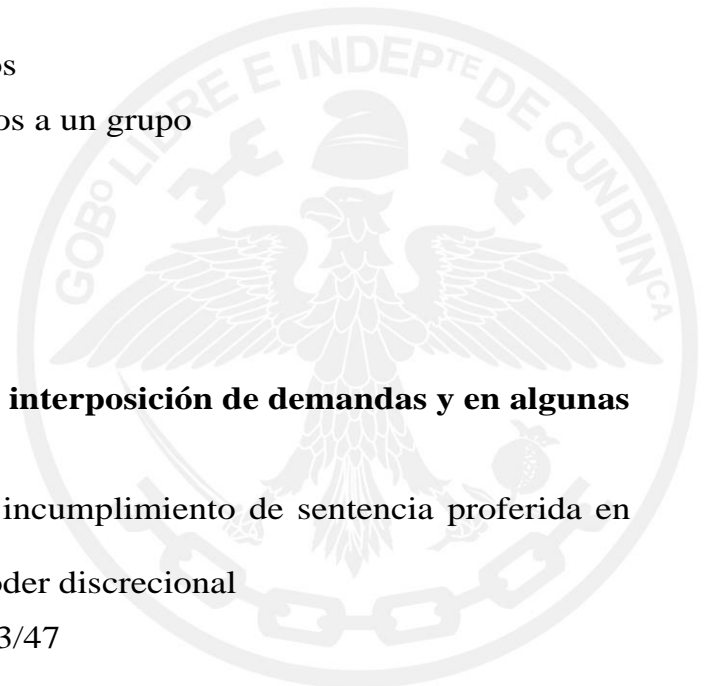 os
os a un grupo
GOBº LIBRE E INDEPTE DE CUNDINCA
interposición de demandas y en algunas
incumplimiento de sentencia proferida en
oder discrecional
3/47